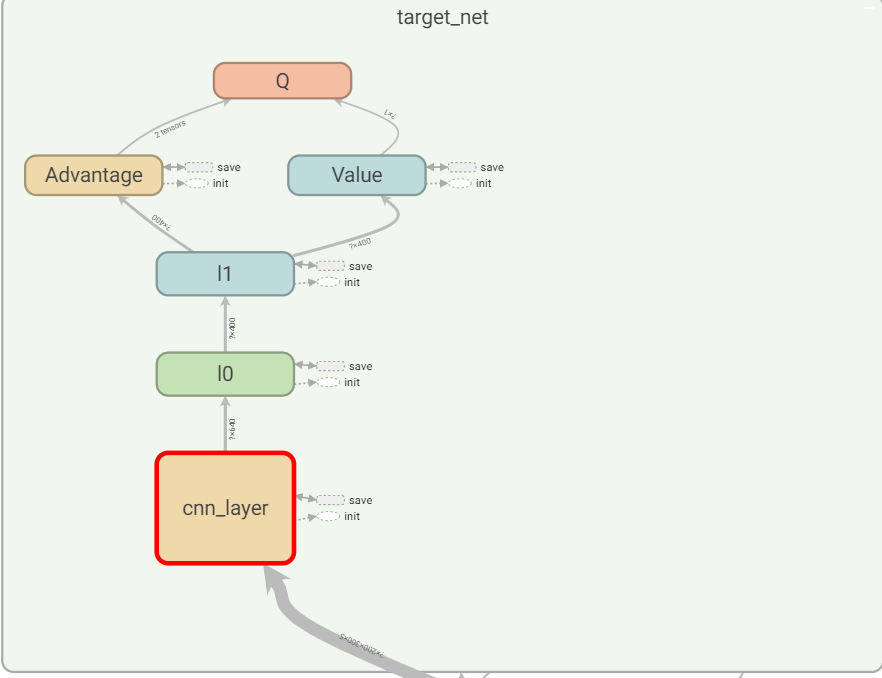 target_net
Q
2 tensors
?×1
Advantage
save
init
Value
save
init
?×400
?×400
l1
save
init
?×400
l0
save
init
?×640
cnn_layer
save
init
?×200×300×5